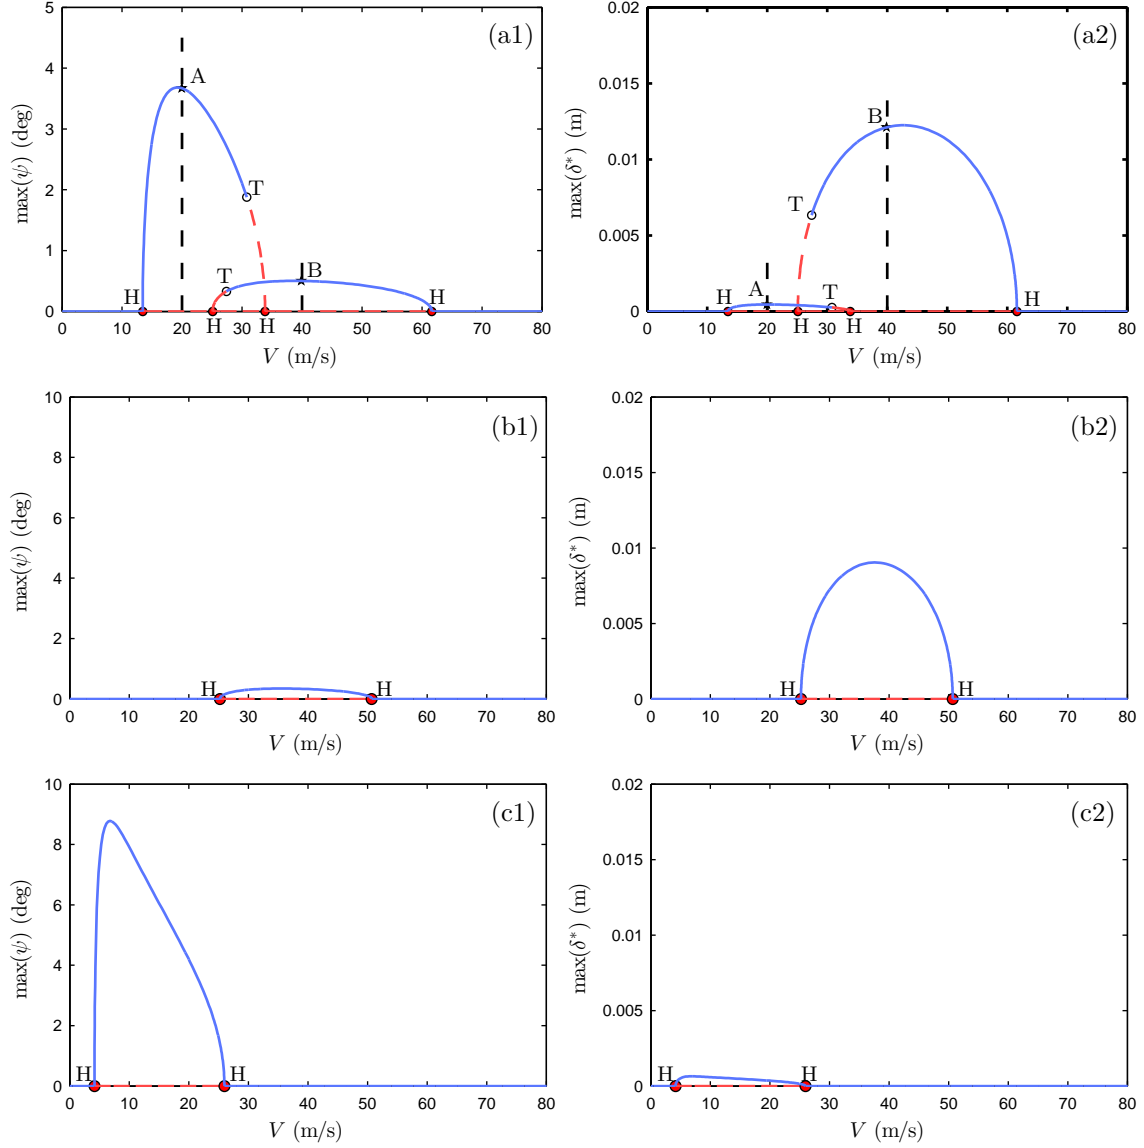 (a1)
max(ψ) (deg)
5
4
3
2
1
0
A
T
T
B
H
H
H
H
0 10 20 30 40 50 60 70 80
V (m/s)
(a2)
max(δ*) (m)
0.02
0.015
0.01
0.005
0
B
T
A
T
H
H
H
H
0 10 20 30 40 50 60 70 80
V (m/s)
(b1)
max(ψ) (deg)
10
8
6
4
2
0
H
H
0 10 20 30 40 50 60 70 80
V (m/s)
(b2)
max(δ*) (m)
0.02
0.015
0.01
0.005
0
H
H
0 10 20 30 40 50 60 70 80
V (m/s)
(c1)
max(ψ) (deg)
10
8
6
4
2
0
H
H
0 10 20 30 40 50 60 70 80
V (m/s)
(c2)
max(δ*) (m)
0.02
0.015
0.01
0.005
0
H
H
0 10 20 30 40 50 60 70 80
V (m/s)